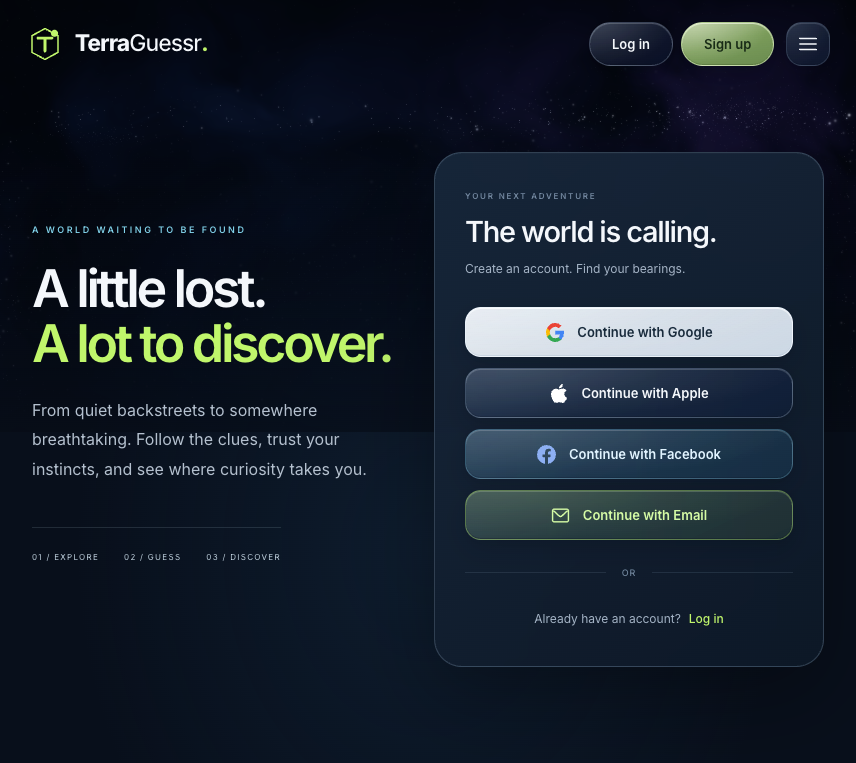 TerraGuessr.
Log in
Sign up
A WORLD WAITING TO BE FOUND
A little lost.
A lot to discover.
From quiet backstreets to somewhere
breathtaking. Follow the clues, trust your
instincts, and see where curiosity takes you.
01 / EXPLORE
02 / GUESS
03 / DISCOVER
YOUR NEXT ADVENTURE
The world is calling.
Create an account. Find your bearings.
Continue with Google
Continue with Apple
Continue with Facebook
Continue with Email
OR
Already have an account? Log in